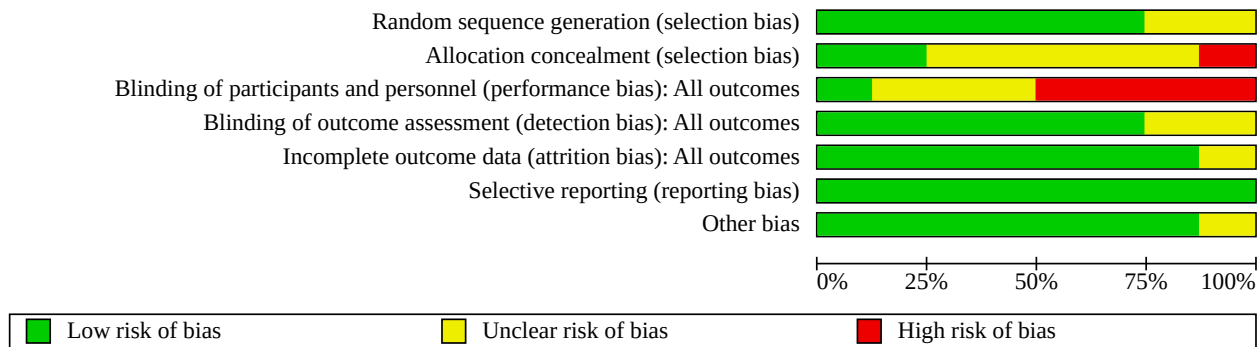 Random sequence generation (selection bias)
Allocation concealment (selection bias)
Blinding of participants and personnel (performance bias): All outcomes
Blinding of outcome assessment (detection bias): All outcomes
Incomplete outcome data (attrition bias): All outcomes
Selective reporting (reporting bias)
Other bias
0% 25% 50% 75% 100%
Low risk of bias Unclear risk of bias High risk of bias